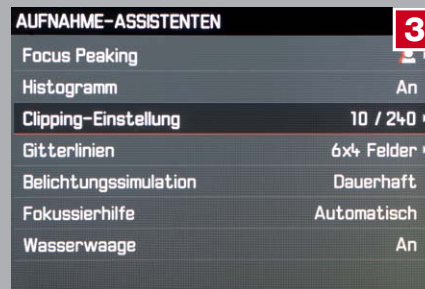 AUFNAHME-ASSISTENTEN
3
Focus Peaking
Histogramm An
Clipping-Einstellung 10 / 240
Gitterlinien 6x4 Felder
Belichtungssimulation Dauerhaft
Fokussierhilfe Automatisch
Wasserwaage An